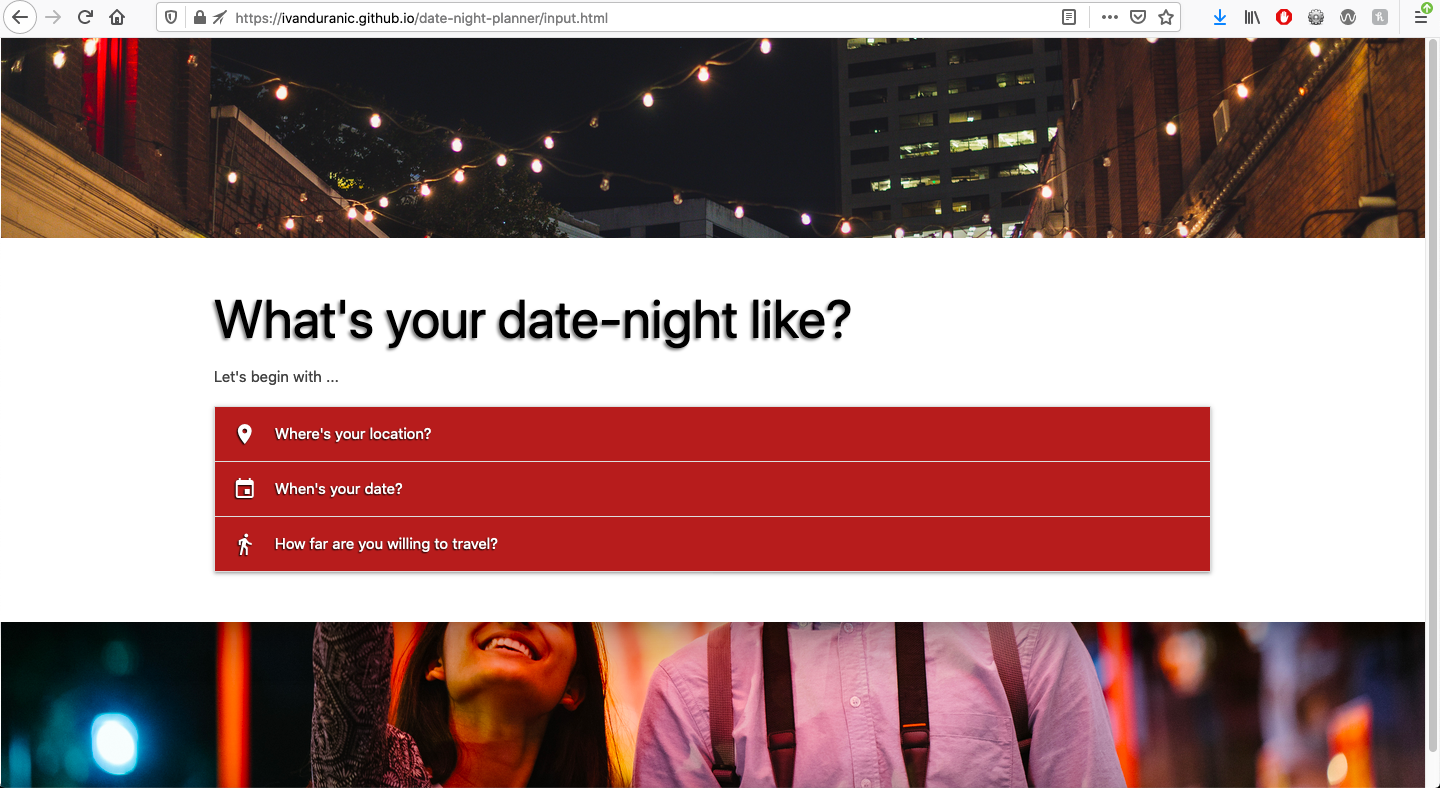 https://ivanduranic.github.io/date-night-planner/input.html
What's your date-night like?
Let's begin with ...
Where's your location?
When's your date?
How far are you willing to travel?